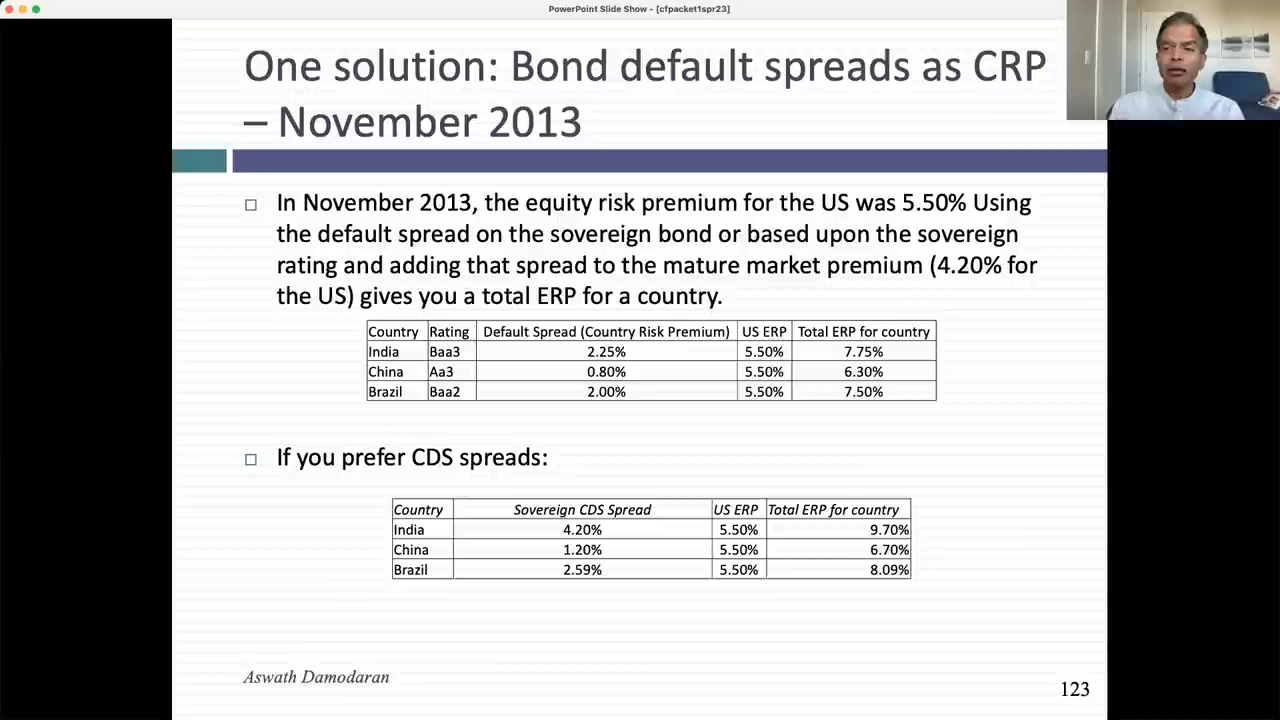 PowerPoint Slide Show - [cfpacket1spr23]
One solution: Bond default spreads as CRP
– November 2013
In November 2013, the equity risk premium for the US was 5.50% Using
the default spread on the sovereign bond or based upon the sovereign
rating and adding that spread to the mature market premium (4.20% for
the US) gives you a total ERP for a country.
Country Rating Default Spread (Country Risk Premium) US ERP Total ERP for country
India Baa3 2.25% 5.50% 7.75%
China Aa3 0.80% 5.50% 6.30%
Brazil Baa2 2.00% 5.50% 7.50%
If you prefer CDS spreads:
Country Sovereign CDS Spread US ERP Total ERP for country
India 4.20% 5.50% 9.70%
China 1.20% 5.50% 6.70%
Brazil 2.59% 5.50% 8.09%
Aswath Damodaran
123